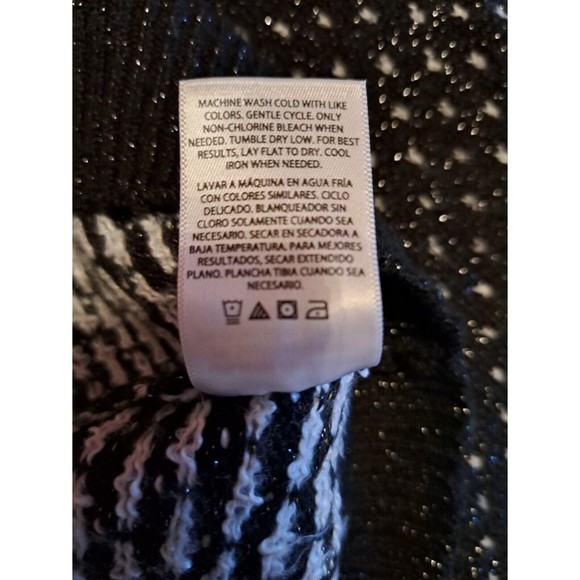 MACHINE WASH COLD WITH LIKE
COLORS. GENTLE CYCLE. ONLY
NON-CHLORINE BLEACH WHEN
NEEDED. TUMBLE DRY LOW. FOR BEST
RESULTS, LAY FLAT TO DRY. COOL
IRON WHEN NEEDED.
LAVAR A MÁQUINA EN AGUA FRÍA
CON COLORES SIMILARES. CICLO
DELICADO. BLANQUEADOR SIN
CLORO SOLAMENTE CUANDO SEA
NECESARIO. SECAR EN SECADORA A
BAJA TEMPERATURA. PARA MEJORES
RESULTADOS, SECAR EXTENDIDO
PLANO. PLANCHA TIBIA CUANDO SEA
NECESARIO.